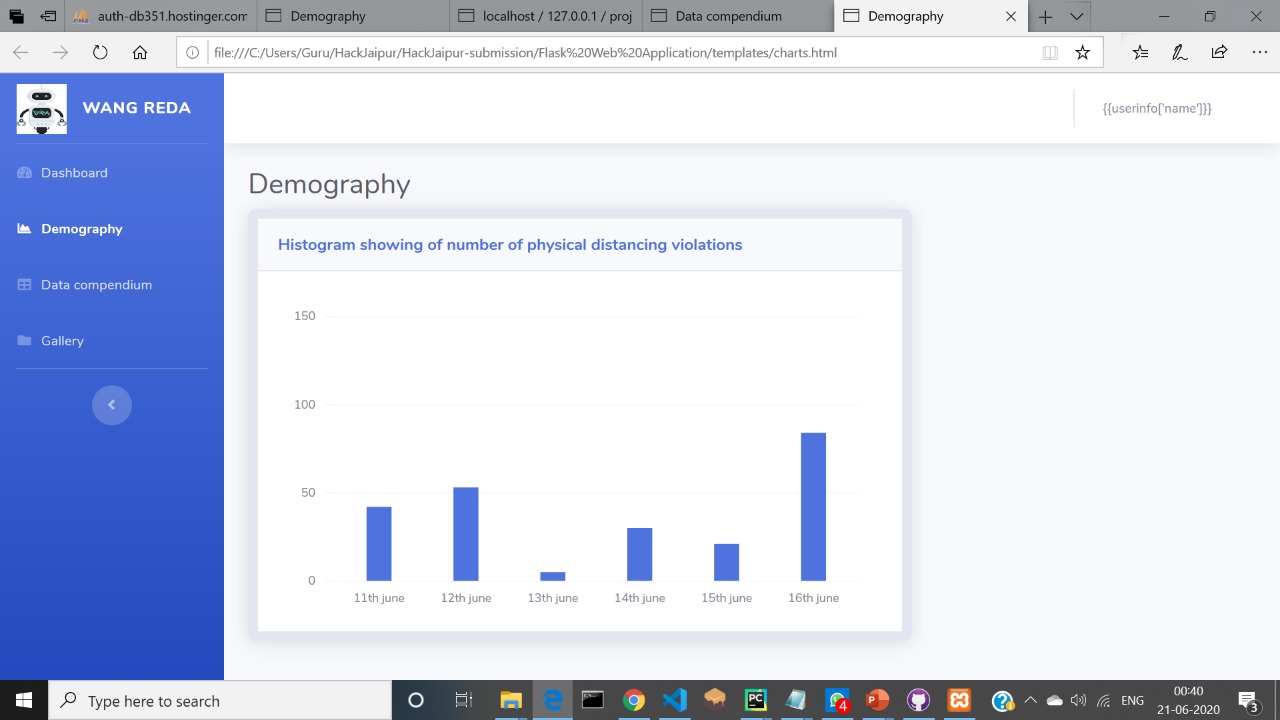 auth-db351.hostinger.com
Demography
localhost / 127.0.0.1 / proj
Data compendium
Demography
file:///C:/Users/Guru/HackJaipur/HackJaipur-submission/Flask%20Web%20Application/templates/charts.html
WANG REDA
{{userinfo['name']}}
Dashboard
Demography
Data compendium
Gallery
Demography
Histogram showing of number of physical distancing violations
150
100
50
0
11th june 12th june 13th june 14th june 15th june 16th june
Type here to search
PC
4
ENG
00:40
21-06-2020
3